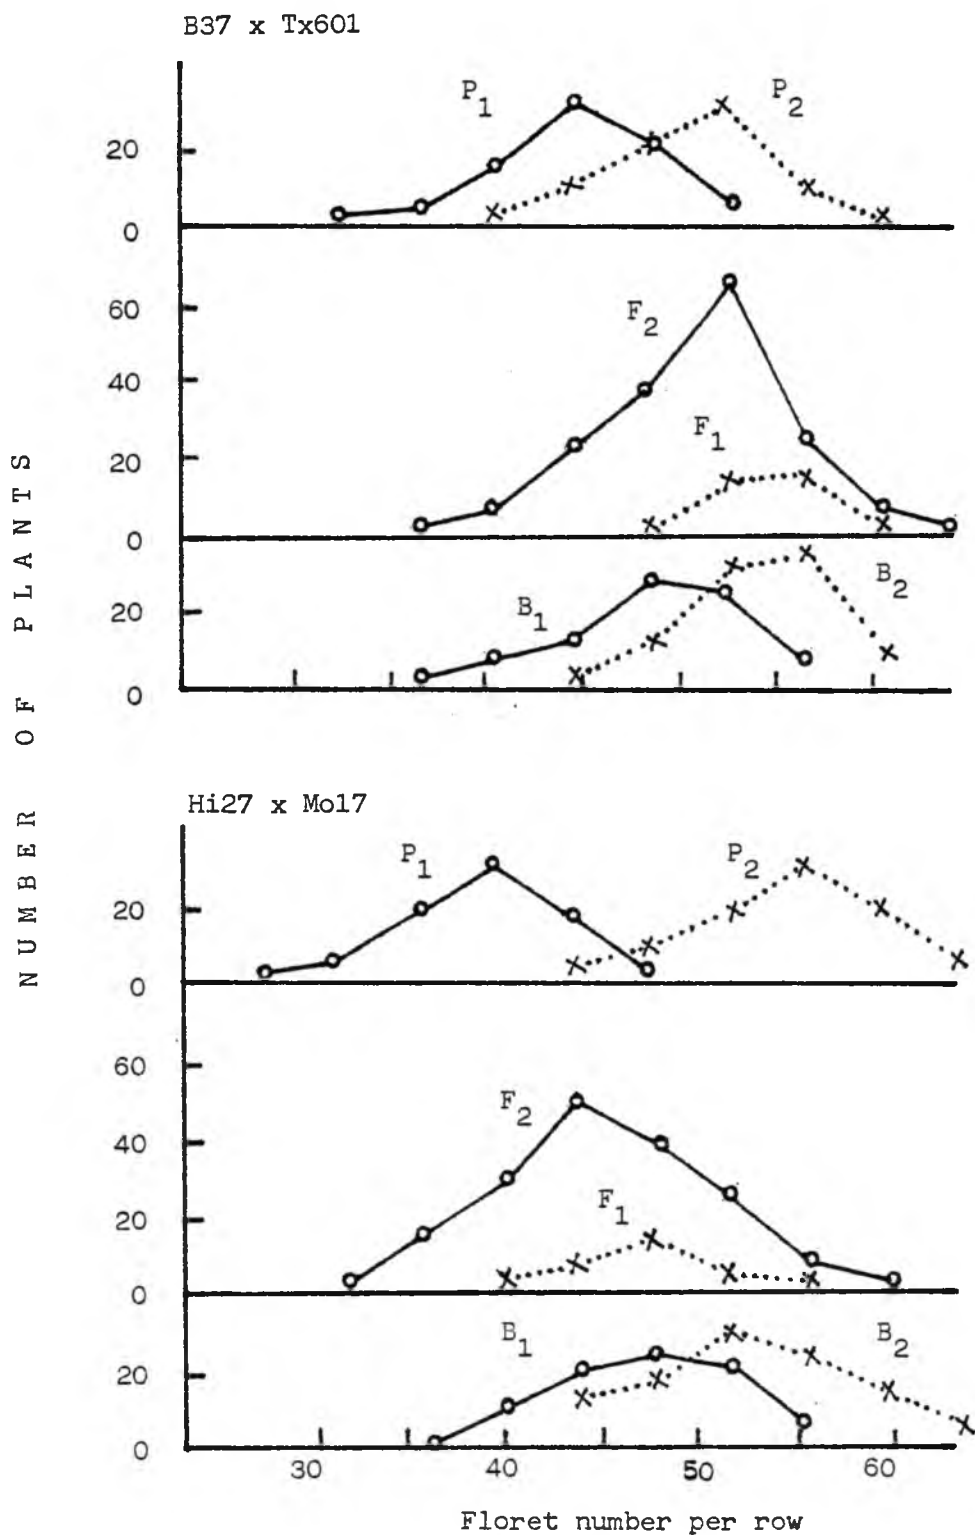 B37 x Tx601
P1
P2
20
0
60
F2
40
F1
20
0
B2
B1
20
0
NUMBER OF PLANTS
Hi27 x Mo17
P1
P2
20
0
60
F2
40
F1
20
0
B1
B2
20
0
30 40 50 60
Floret number per row